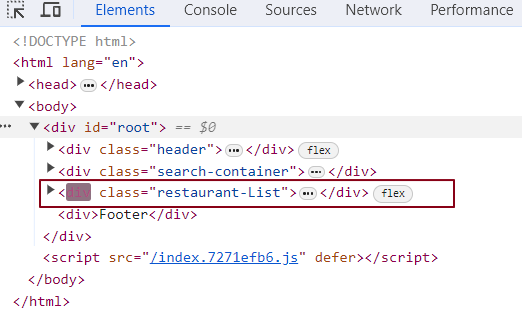 Elements Console Sources Network Performance
<!DOCTYPE html>
<html lang="en">
<head> … </head>
<body>
… <div id="root"> == $0
<div class="header"> … </div> flex
<div class="search-container"> … </div>
<div class="restaurant-List"> … </div> flex
<div>Footer</div>
</div>
<script src="/index.7271efb6.js" defer></script>
</body>
</html>